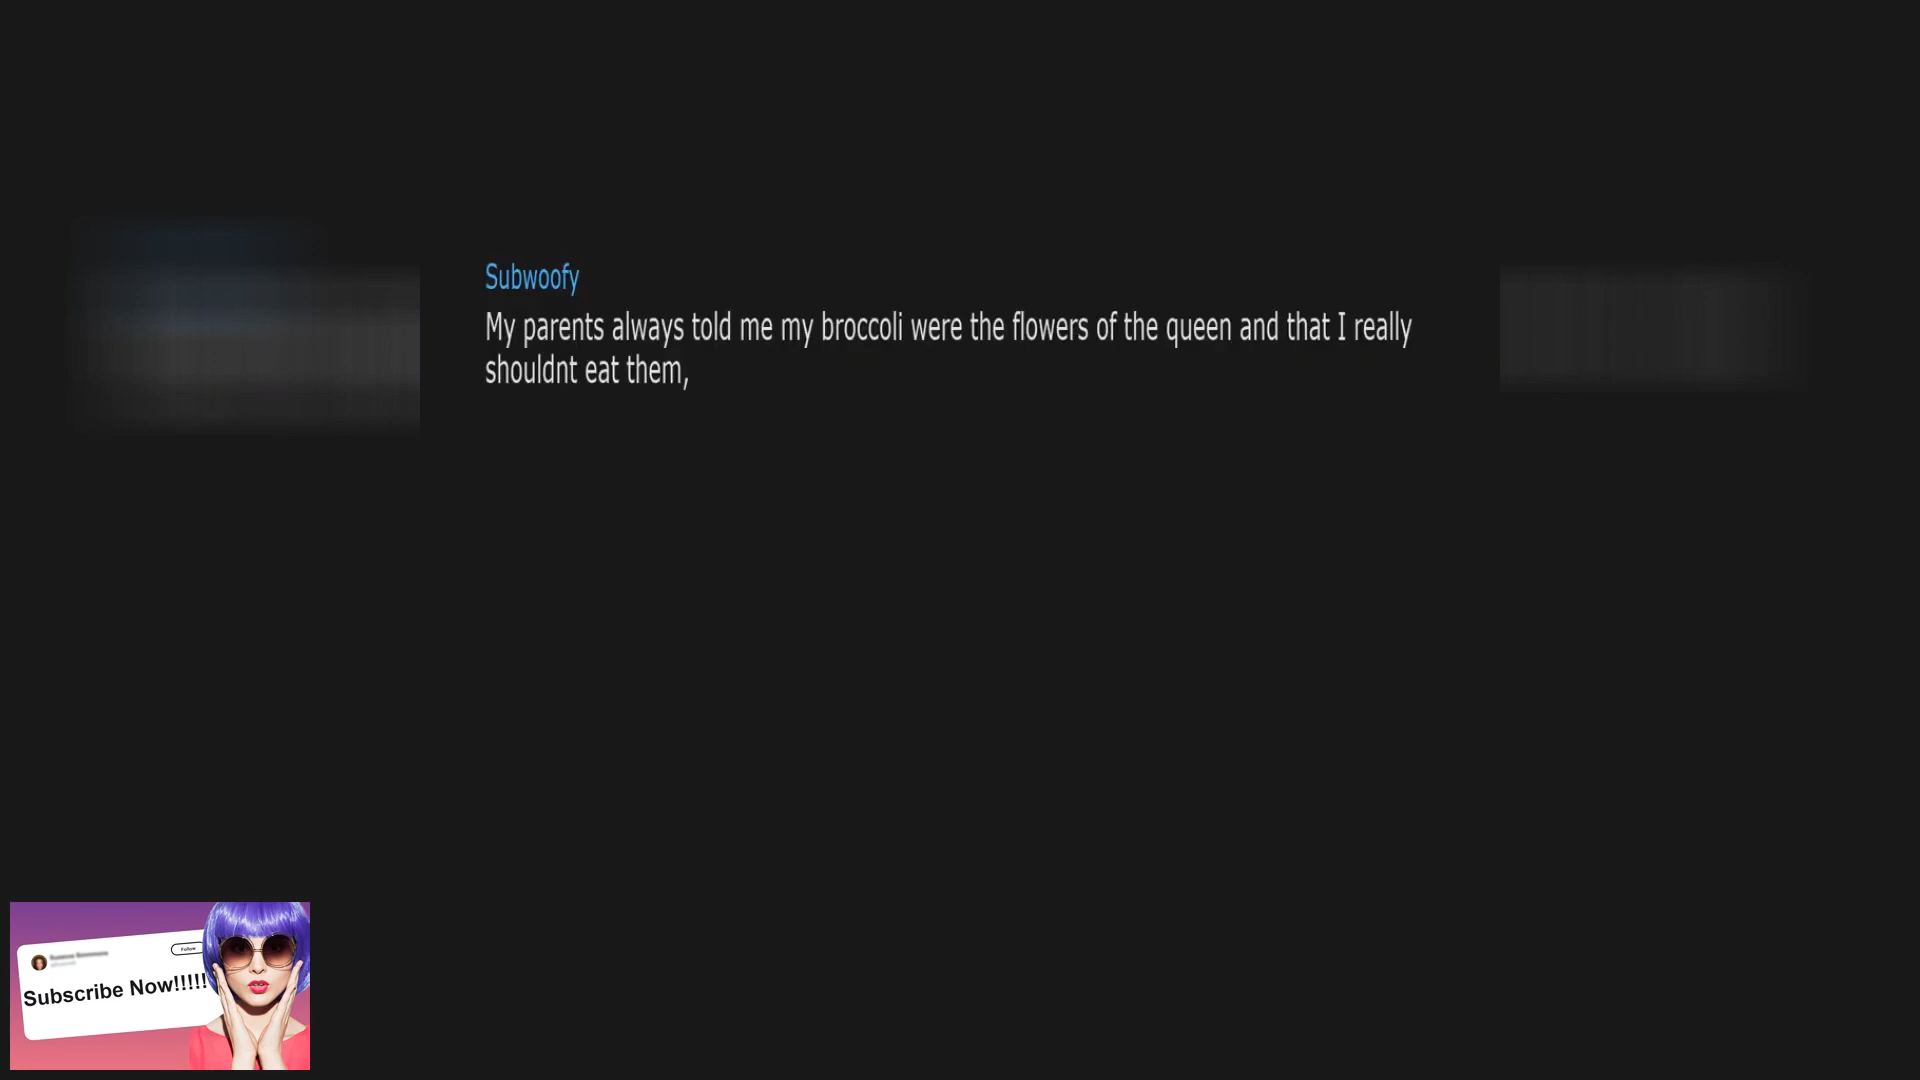 Subwoofy
My parents always told me my broccoli were the flowers of the queen and that I really
shouldnt eat them,
Follow
Subscribe Now!!!!!